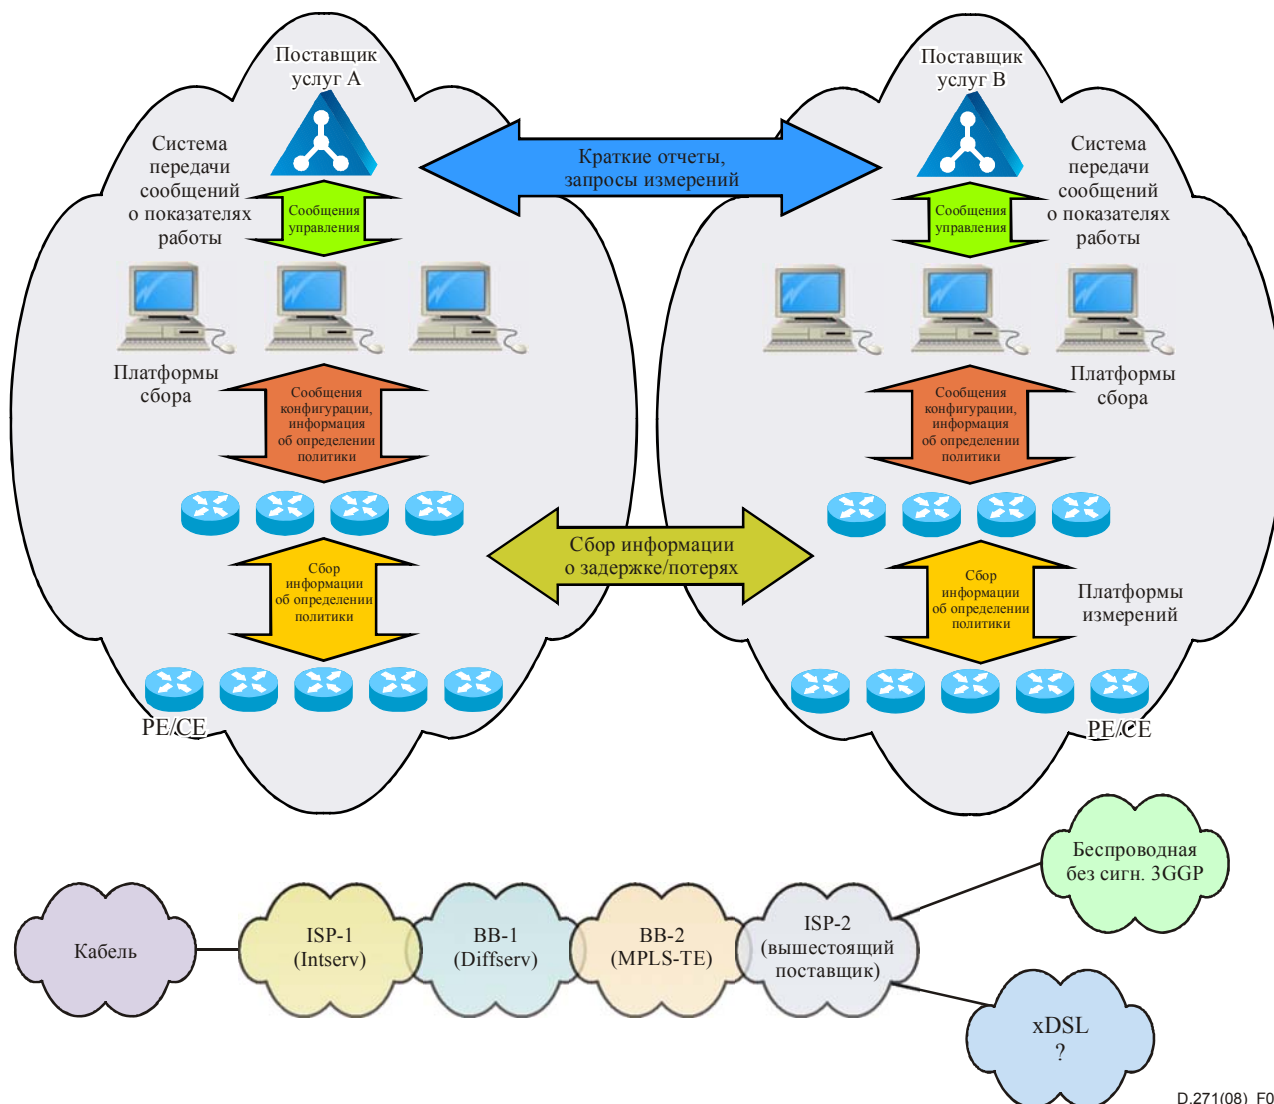 Поставщик
услуг A
Поставщик
услуг B
Система
передачи
сообщений
о показателях
работы
Сообщения
управления
Краткие отчеты,
запросы измерений
Сообщения
управления
Система
передачи
сообщений
о показателях
работы
Платформы
сбора
Сообщения
конфигурации,
информация
об определении
политики
Сообщения
конфигурации,
информация
об определении
политики
Платформы
сбора
Сбор информации
о задержке/потерях
Сбор
информации
об определении
политики
Сбор
информации
об определении
политики
Платформы
измерений
PE/CE
PE/CE
Кабель
ISP-1
(Intserv)
BB-1
(Diffserv)
BB-2
(MPLS-TE)
ISP-2
(вышестоящий
поставщик)
Беспроводная
без сигн. 3GGP
xDSL
?
D.271(08)_F0